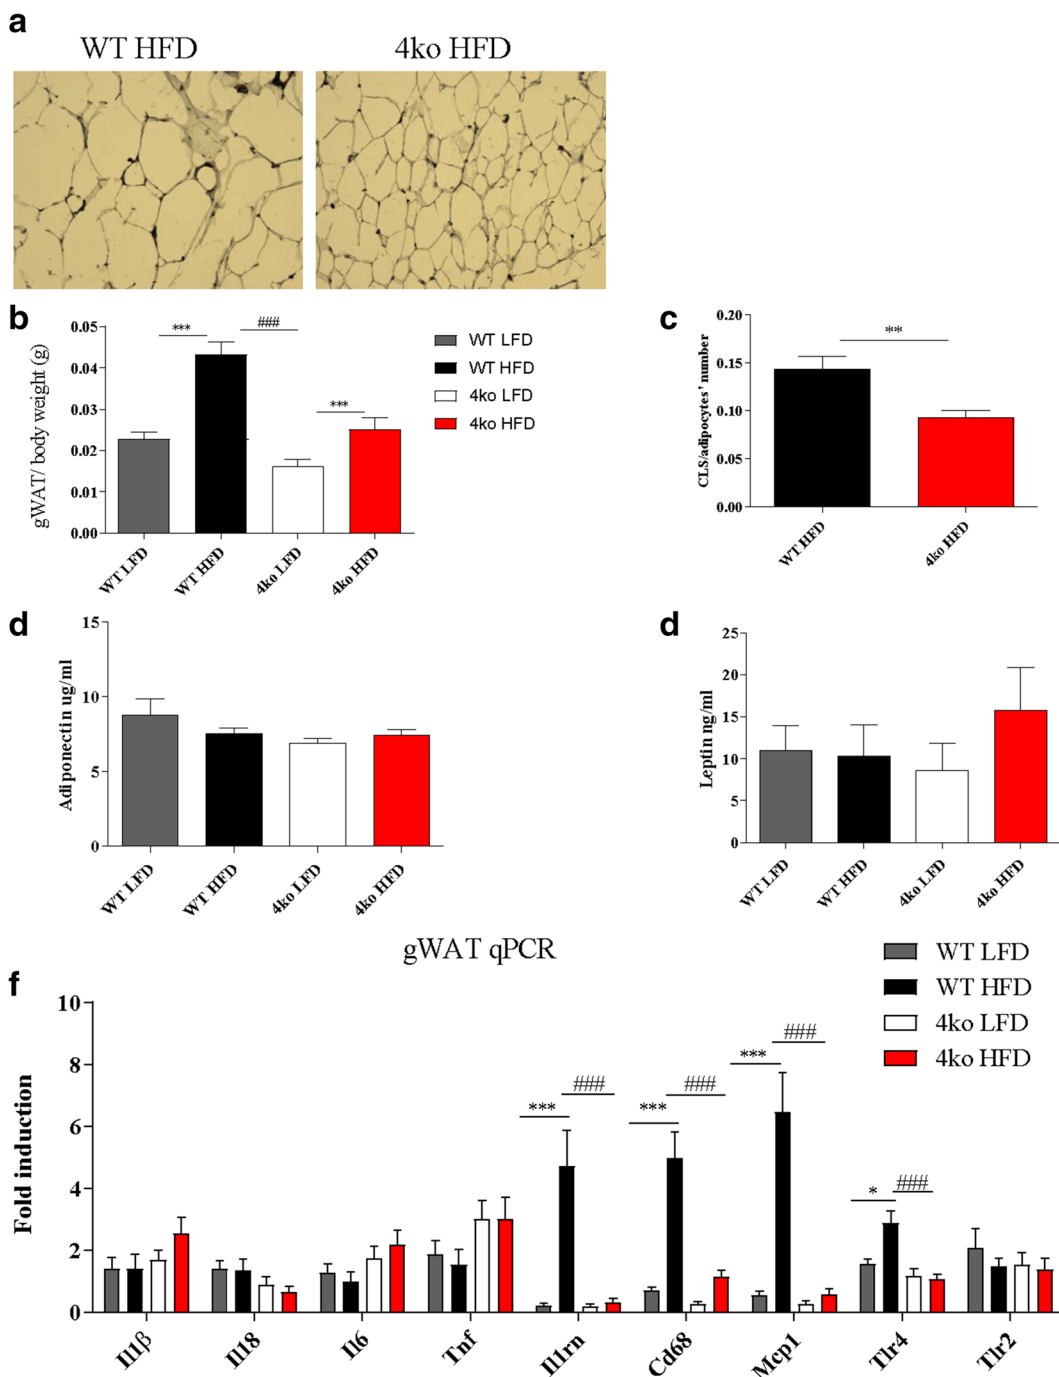 a
WT HFD
4ko HFD
b
gWAT/ body weight (g)
0.05
0.04
0.03
0.02
0.01
0.00
***
###
***
WT LFD
WT HFD
4ko LFD
4ko HFD
WT LFD
WT HFD
4ko LFD
4ko HFD
c
CLS/adipocytes' number
0.20
0.15
0.10
0.05
0.00
**
WT HFD
4ko HFD
d
Adiponectin ug/ml
15
10
5
0
WT LFD
WT HFD
4ko LFD
4ko HFD
d
Leptin ng/ml
25
20
15
10
5
0
WT LFD
WT HFD
4ko LFD
4ko HFD
gWAT qPCR
WT LFD
WT HFD
4ko LFD
4ko HFD
f
Fold induction
10
8
6
4
2
0
***
###
***
###
***
###
*
###
Il1β
Il18
Il6
Tnf
Il1rn
Cd68
Mcp1
Tlr4
Tlr2